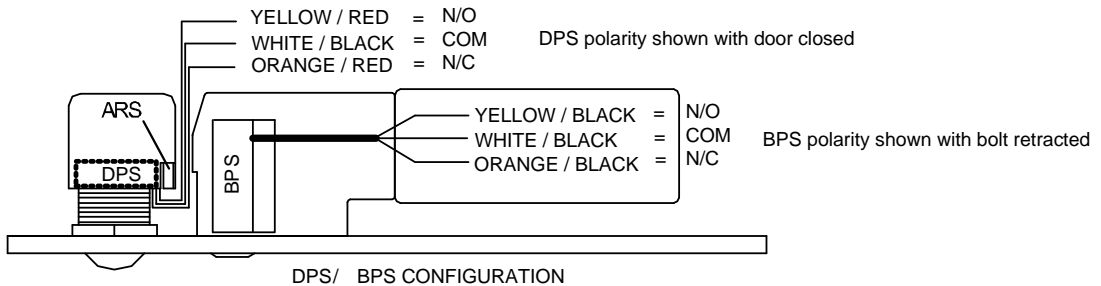 YELLOW / RED = N/O
WHITE / BLACK = COM
ORANGE / RED = N/C
DPS polarity shown with door closed
ARS
DPS
BPS
YELLOW / BLACK = N/O
WHITE / BLACK = COM
ORANGE / BLACK = N/C
BPS polarity shown with bolt retracted
DPS/ BPS CONFIGURATION